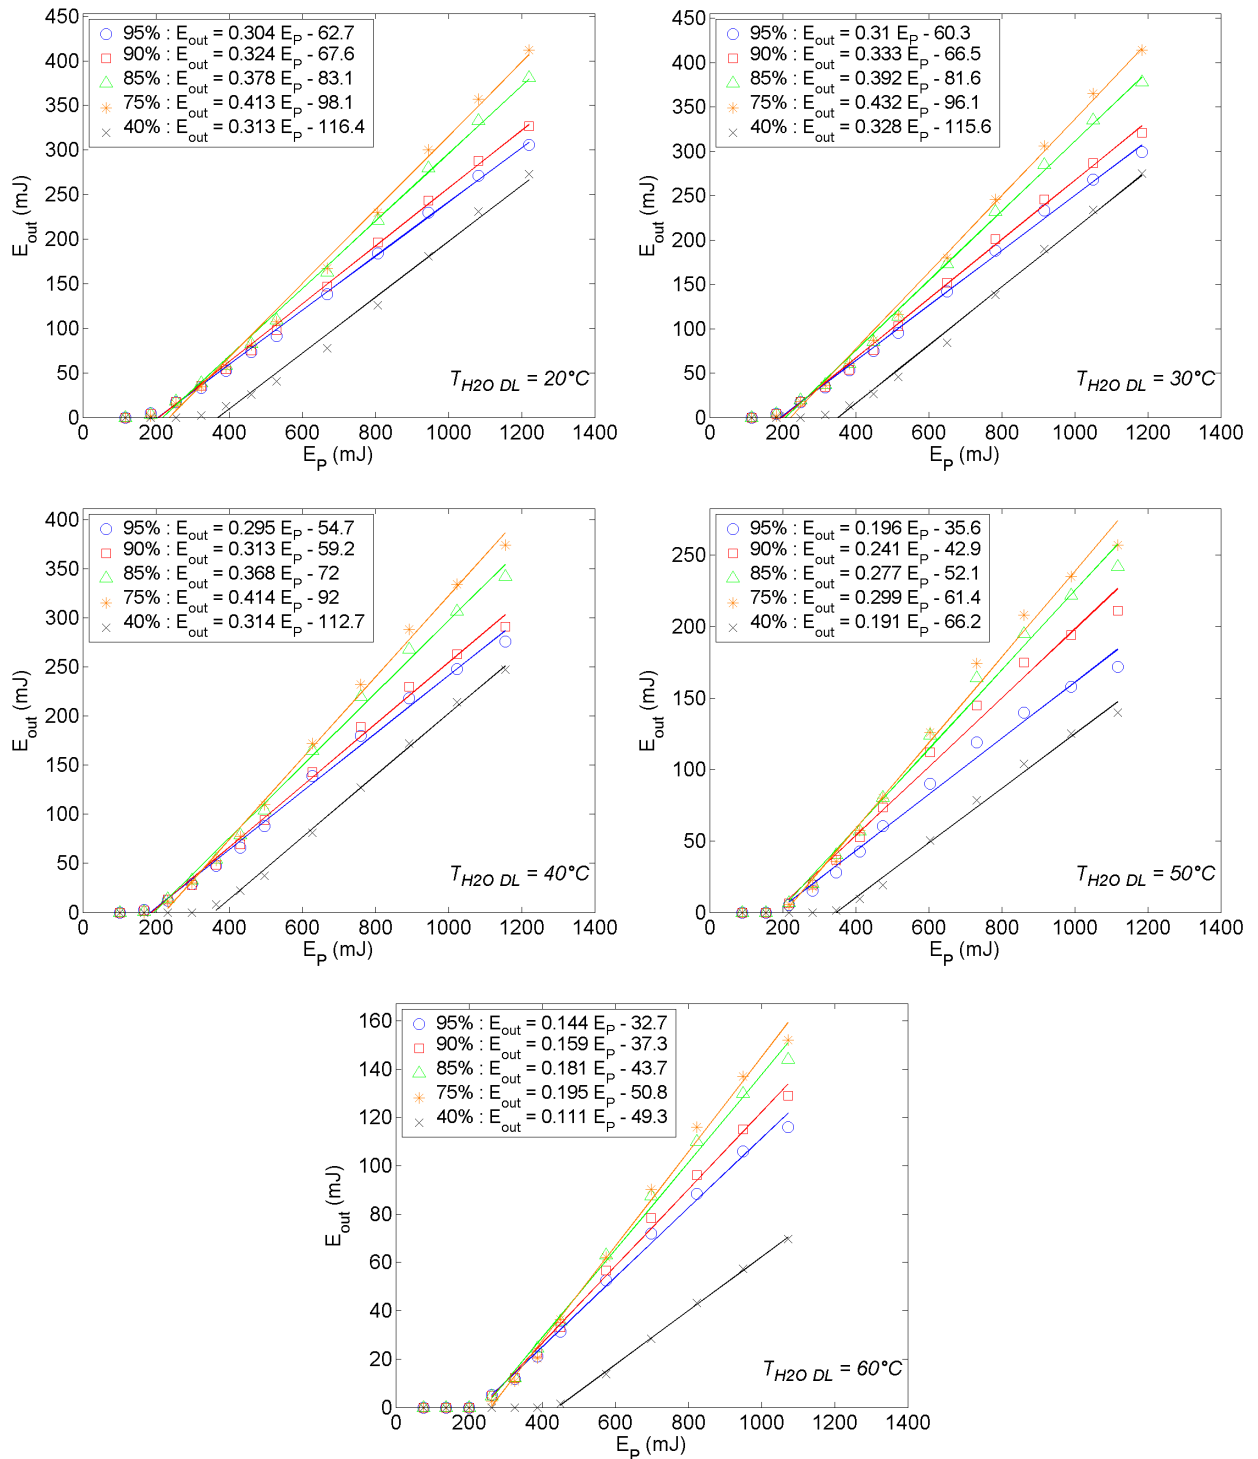 95% : E_out = 0.304 E_P - 62.7
90% : E_out = 0.324 E_P - 67.6
85% : E_out = 0.378 E_P - 83.1
75% : E_out = 0.413 E_P - 98.1
40% : E_out = 0.313 E_P - 116.4
450
400
350
300
250
200
150
100
50
0
E_out (mJ)
T_H2O DL = 20°C
0 200 400 600 800 1000 1200 1400
E_P (mJ)
95% : E_out = 0.31 E_P - 60.3
90% : E_out = 0.333 E_P - 66.5
85% : E_out = 0.392 E_P - 81.6
75% : E_out = 0.432 E_P - 96.1
40% : E_out = 0.328 E_P - 115.6
450
400
350
300
250
200
150
100
50
0
E_out (mJ)
T_H2O DL = 30°C
0 200 400 600 800 1000 1200 1400
E_P (mJ)
95% : E_out = 0.295 E_P - 54.7
90% : E_out = 0.313 E_P - 59.2
85% : E_out = 0.368 E_P - 72
75% : E_out = 0.414 E_P - 92
40% : E_out = 0.314 E_P - 112.7
400
350
300
250
200
150
100
50
0
E_out (mJ)
T_H2O DL = 40°C
0 200 400 600 800 1000 1200 1400
E_P (mJ)
95% : E_out = 0.196 E_P - 35.6
90% : E_out = 0.241 E_P - 42.9
85% : E_out = 0.277 E_P - 52.1
75% : E_out = 0.299 E_P - 61.4
40% : E_out = 0.191 E_P - 66.2
250
200
150
100
50
0
E_out (mJ)
T_H2O DL = 50°C
0 200 400 600 800 1000 1200 1400
E_P (mJ)
95% : E_out = 0.144 E_P - 32.7
90% : E_out = 0.159 E_P - 37.3
85% : E_out = 0.181 E_P - 43.7
75% : E_out = 0.195 E_P - 50.8
40% : E_out = 0.111 E_P - 49.3
160
140
120
100
80
60
40
20
0
E_out (mJ)
T_H2O DL = 60°C
0 200 400 600 800 1000 1200 1400
E_P (mJ)